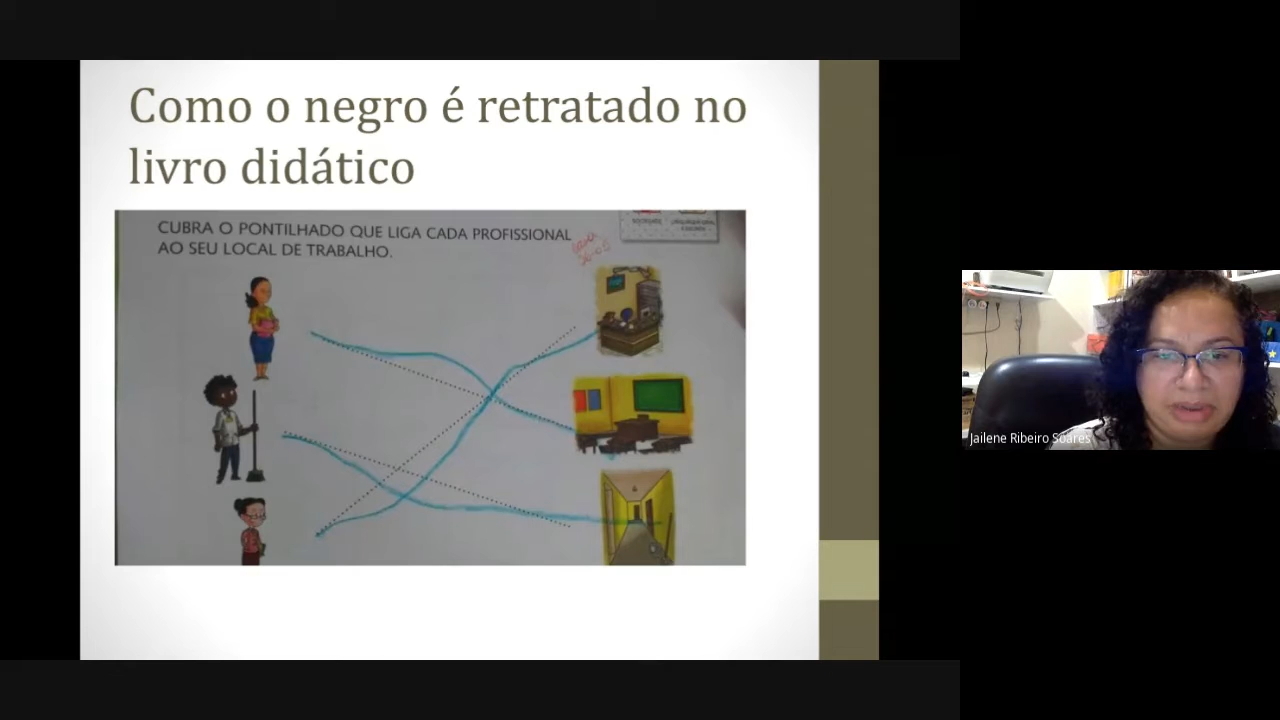 Como o negro é retratado no
livro didático
CUBRA O PONTILHADO QUE LIGA CADA PROFISSIONAL
AO SEU LOCAL DE TRABALHO.
SOCIEDADE
Jailene Ribeiro Soares